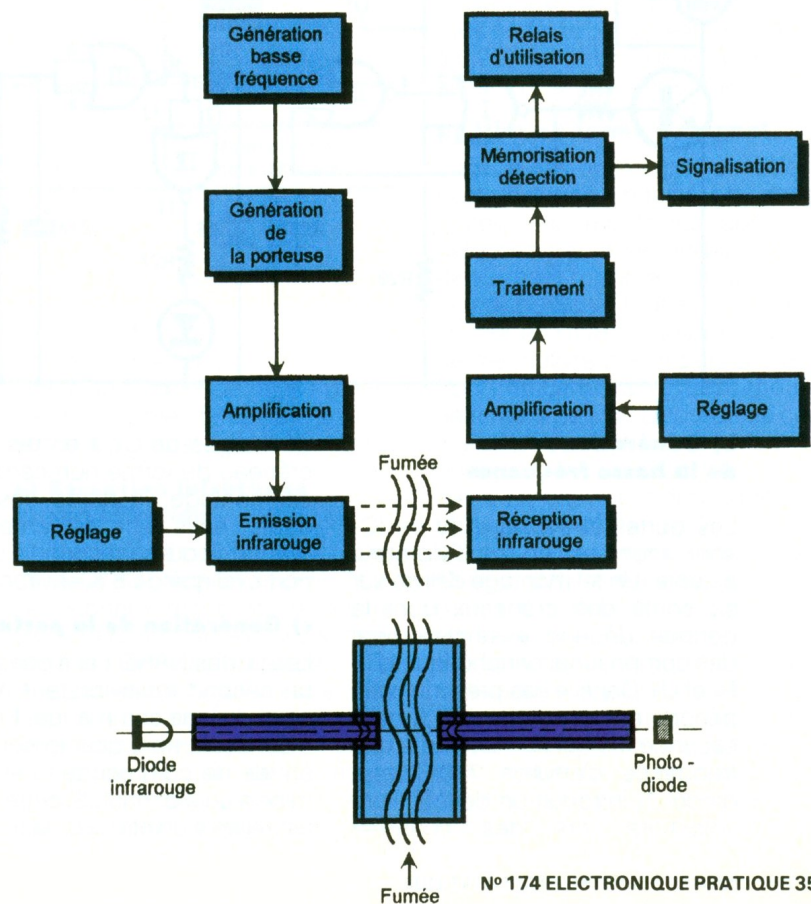 Génération
basse
fréquence
Génération
de
la porteuse
Amplification
Réglage
Emission
infrarouge
Fumée
Relais
d'utilisation
Mémorisation
détection
Signalisation
Traitement
Amplification
Réglage
Réception
infrarouge
Diode
infrarouge
Photo -
diode
Fumée
Nº 174 ELECTRONIQUE PRATIQUE 35